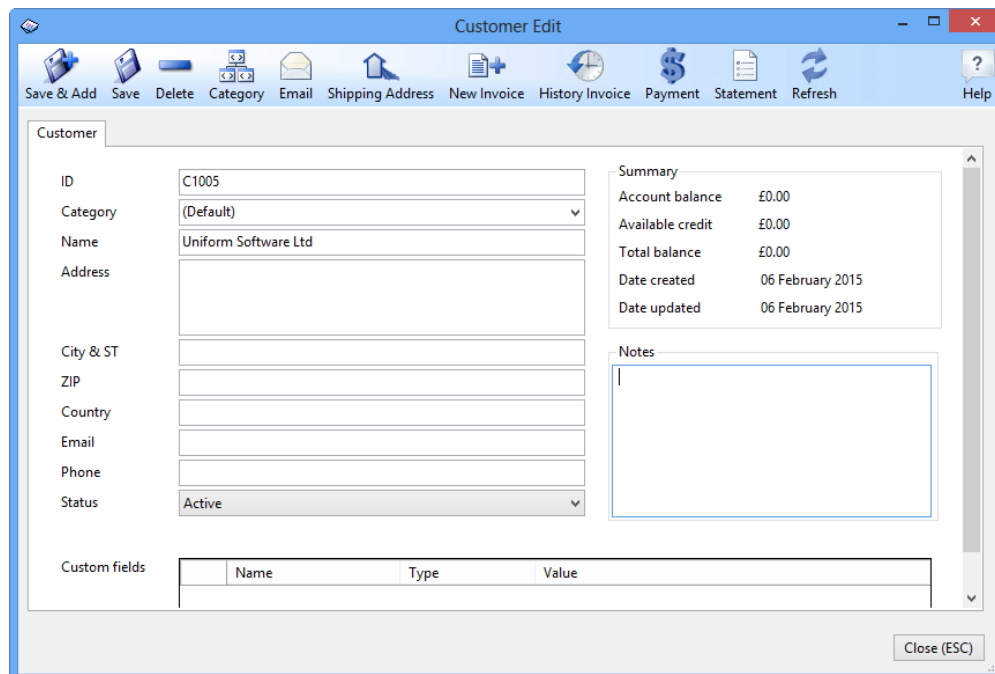 Customer Edit
Save & Add Save Delete Category Email Shipping Address New Invoice History Invoice Payment Statement Refresh Help
Customer
ID C1005
Category (Default)
Name Uniform Software Ltd
Address
City & ST
ZIP
Country
Email
Phone
Status Active
Custom fields Name Type Value
Summary
Account balance £0.00
Available credit £0.00
Total balance £0.00
Date created 06 February 2015
Date updated 06 February 2015
Notes
Close (ESC)